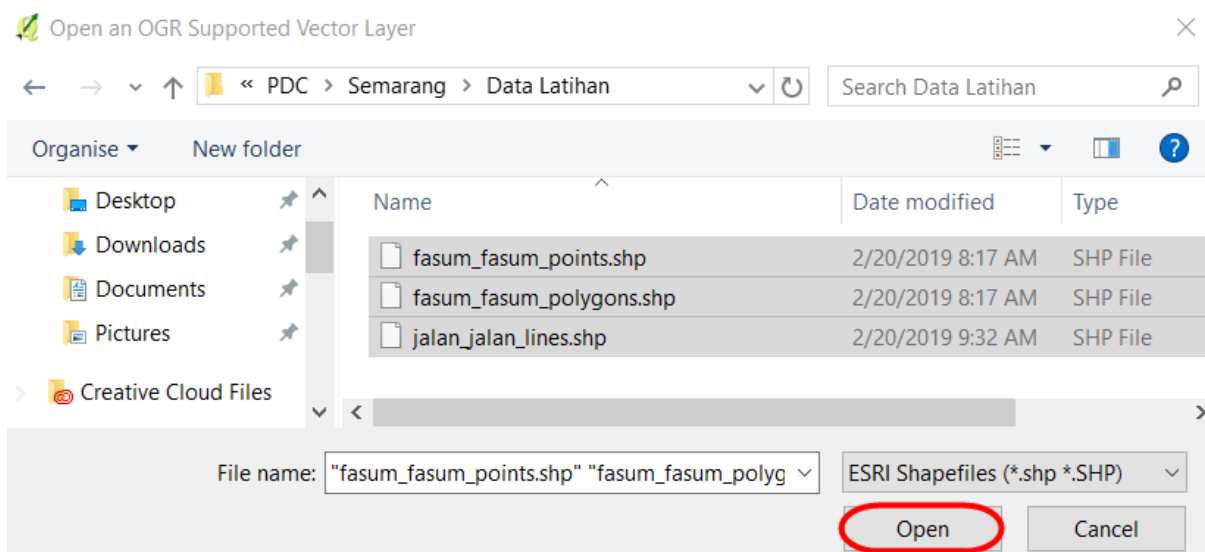 Open an OGR Supported Vector Layer
« PDC > Semarang > Data Latihan
Search Data Latihan
Organise
New folder
?
Desktop
Downloads
Documents
Pictures
Creative Cloud Files
Name Date modified Type
fasum_fasum_points.shp 2/20/2019 8:17 AM SHP File
fasum_fasum_polygons.shp 2/20/2019 8:17 AM SHP File
jalan_jalan_lines.shp 2/20/2019 9:32 AM SHP File
File name: "fasum_fasum_points.shp" "fasum_fasum_polyg
ESRI Shapefiles (*.shp *.SHP)
Open Cancel